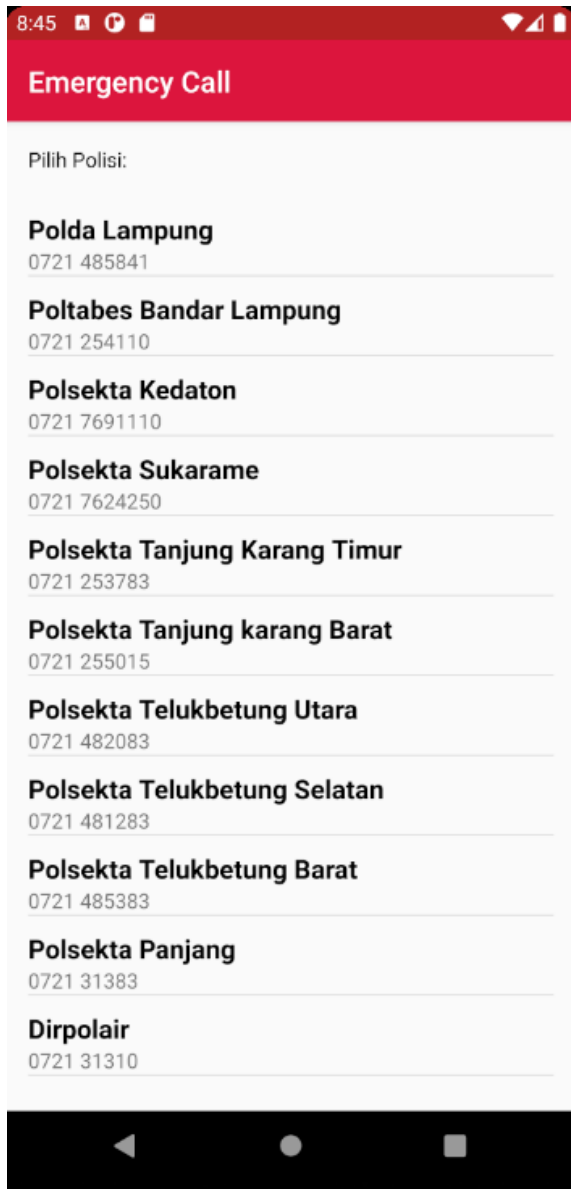 8:45
Emergency Call
Pilih Polisi:
Polda Lampung
0721 485841
Poltabes Bandar Lampung
0721 254110
Polsekta Kedaton
0721 7691110
Polsekta Sukarame
0721 7624250
Polsekta Tanjung Karang Timur
0721 253783
Polsekta Tanjung karang Barat
0721 255015
Polsekta Telukbetung Utara
0721 482083
Polsekta Telukbetung Selatan
0721 481283
Polsekta Telukbetung Barat
0721 485383
Polsekta Panjang
0721 31383
Dirpolair
0721 31310